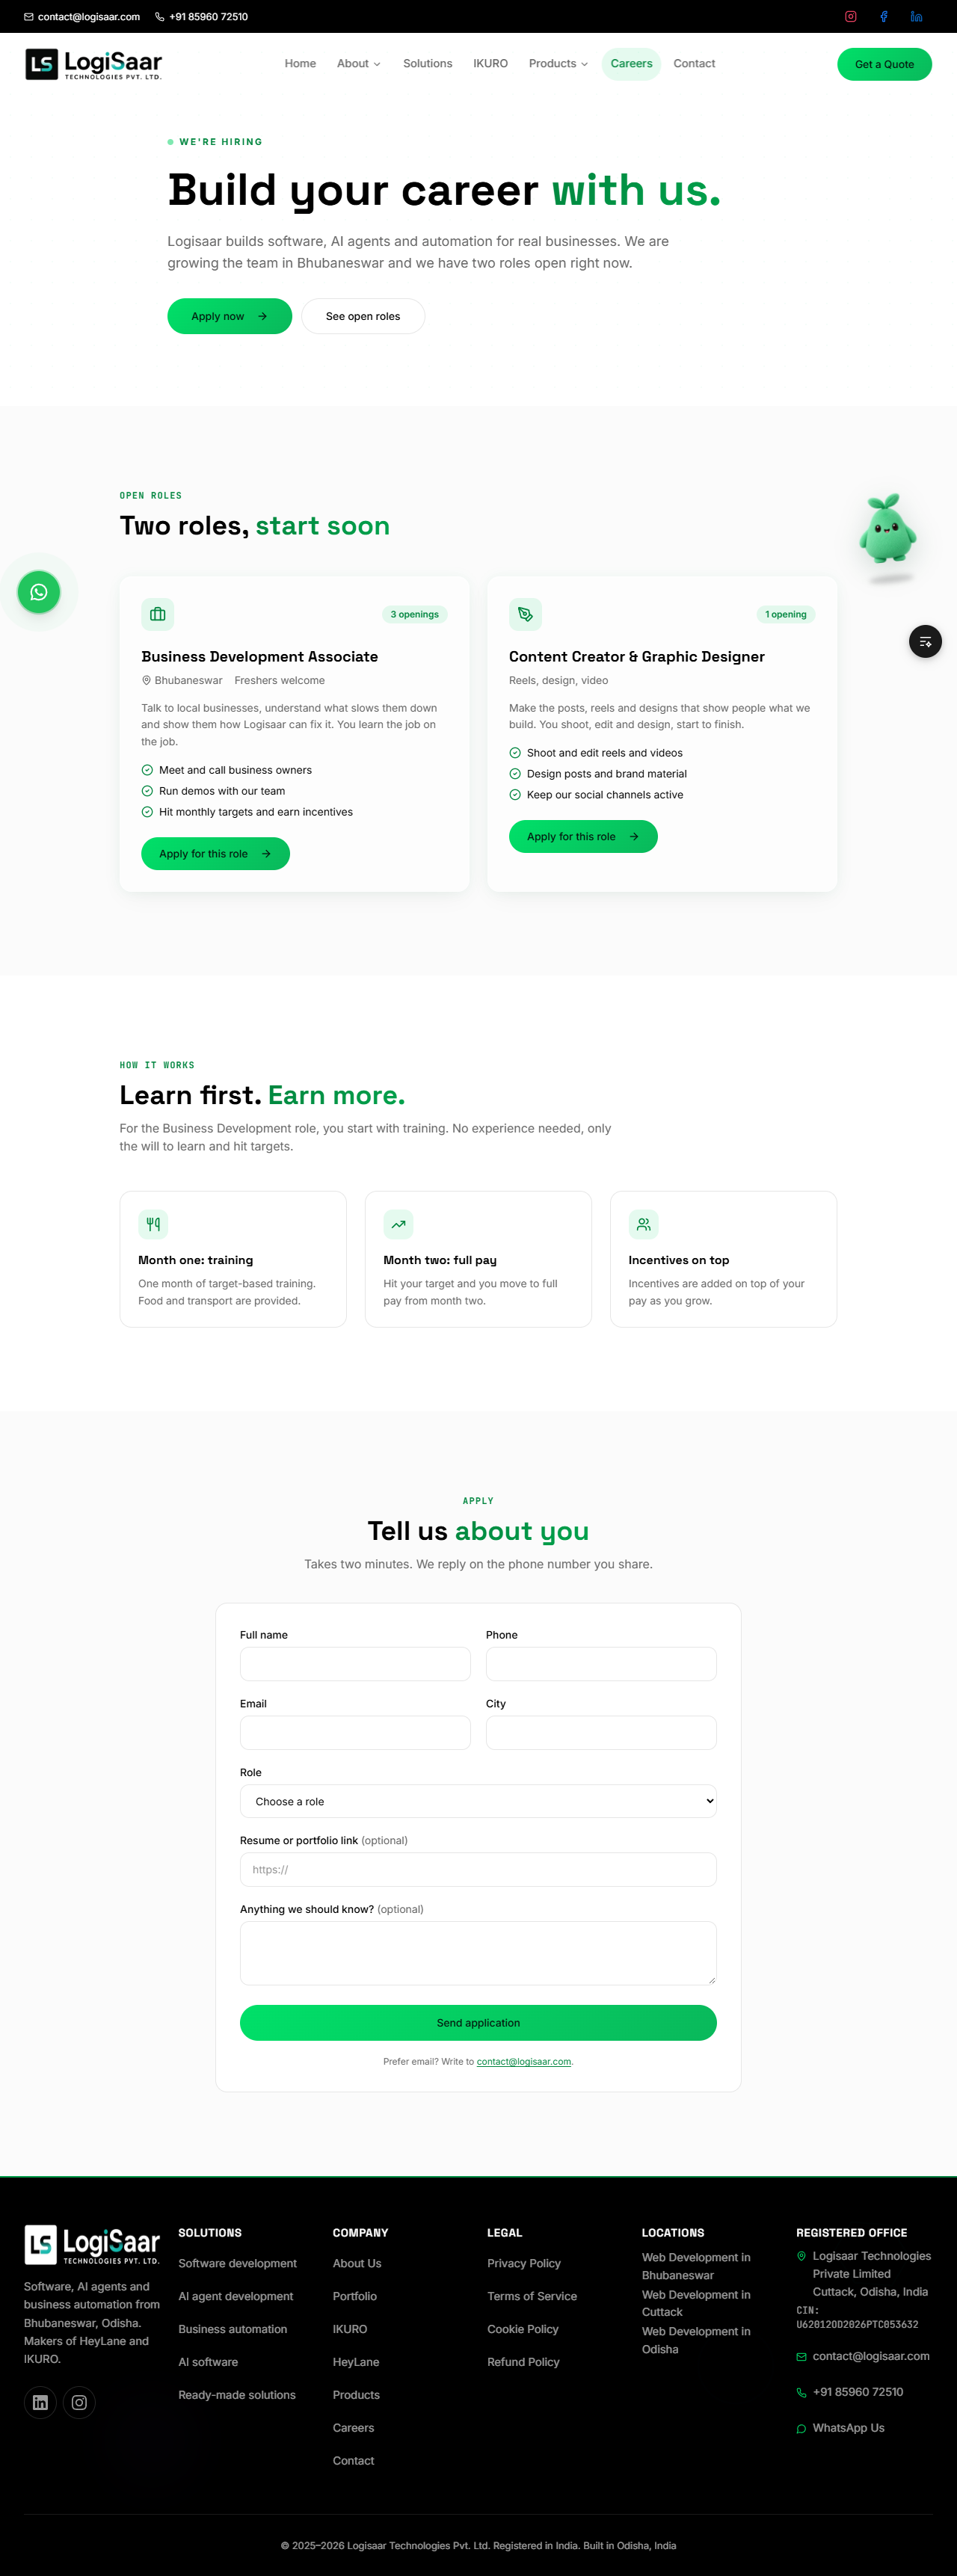 contact@logisaar.com +91 85960 72510
LS LogiSaar
TECHNOLOGIES PVT. LTD.
Home About Solutions IKURO Products Careers Contact
Get a Quote
WE'RE HIRING
Build your career with us.
Logisaar builds software, AI agents and automation for real businesses. We are
growing the team in Bhubaneswar and we have two roles open right now.
Apply now
See open roles
OPEN ROLES
Two roles, start soon
3 openings
Business Development Associate
Bhubaneswar Freshers welcome
Talk to local businesses, understand what slows them down
and show them how Logisaar can fix it. You learn the job on
the job.
Meet and call business owners
Run demos with our team
Hit monthly targets and earn incentives
Apply for this role
1 opening
Content Creator & Graphic Designer
Reels, design, video
Make the posts, reels and designs that show people what we
build. You shoot, edit and design, start to finish.
Shoot and edit reels and videos
Design posts and brand material
Keep our social channels active
Apply for this role
HOW IT WORKS
Learn first. Earn more.
For the Business Development role, you start with training. No experience needed, only
the will to learn and hit targets.
Month one: training
One month of target-based training.
Food and transport are provided.
Month two: full pay
Hit your target and you move to full
pay from month two.
Incentives on top
Incentives are added on top of your
pay as you grow.
APPLY
Tell us about you
Takes two minutes. We reply on the phone number you share.
Full name
Phone
Email
City
Role
Choose a role
Resume or portfolio link (optional)
https://
Anything we should know? (optional)
Send application
Prefer email? Write to contact@logisaar.com.
LS LogiSaar
TECHNOLOGIES PVT. LTD.
Software, AI agents and
business automation from
Bhubaneswar, Odisha.
Makers of HeyLane and
IKURO.
SOLUTIONS
Software development
AI agent development
Business automation
AI software
Ready-made solutions
COMPANY
About Us
Portfolio
IKURO
HeyLane
Products
Careers
Contact
LEGAL
Privacy Policy
Terms of Service
Cookie Policy
Refund Policy
LOCATIONS
Web Development in
Bhubaneswar
Web Development in
Cuttack
Web Development in
Odisha
REGISTERED OFFICE
Logisaar Technologies
Private Limited
Cuttack, Odisha, India
CIN:
U62012OD2026PTC053632
contact@logisaar.com
+91 85960 72510
WhatsApp Us
© 2025–2026 Logisaar Technologies Pvt. Ltd. Registered in India. Built in Odisha, India